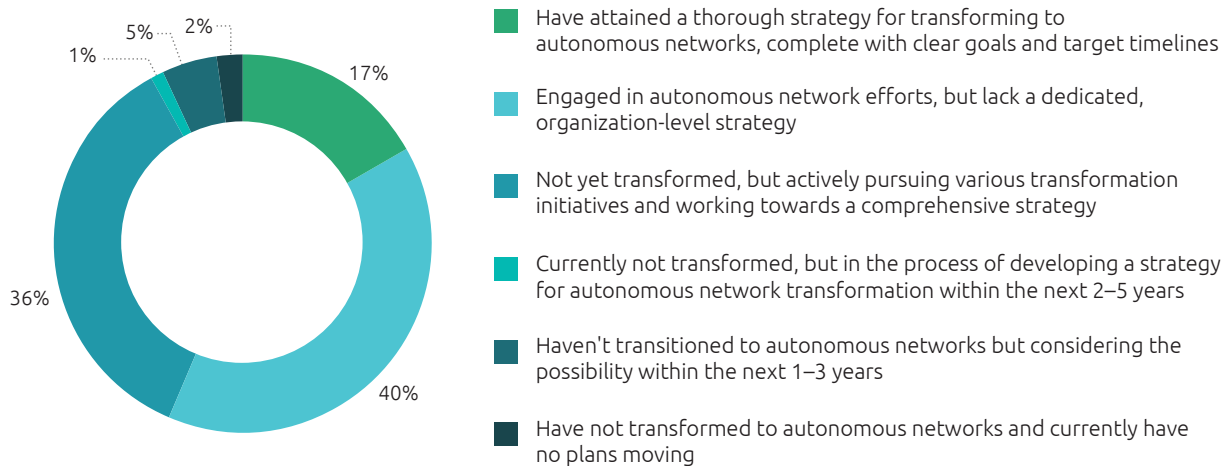 5%
2%
1%
17%
36%
40%
Have attained a thorough strategy for transforming to
autonomous networks, complete with clear goals and target timelines
Engaged in autonomous network efforts, but lack a dedicated,
organization-level strategy
Not yet transformed, but actively pursuing various transformation
initiatives and working towards a comprehensive strategy
Currently not transformed, but in the process of developing a strategy
for autonomous network transformation within the next 2–5 years
Haven't transitioned to autonomous networks but considering the
possibility within the next 1–3 years
Have not transformed to autonomous networks and currently have
no plans moving